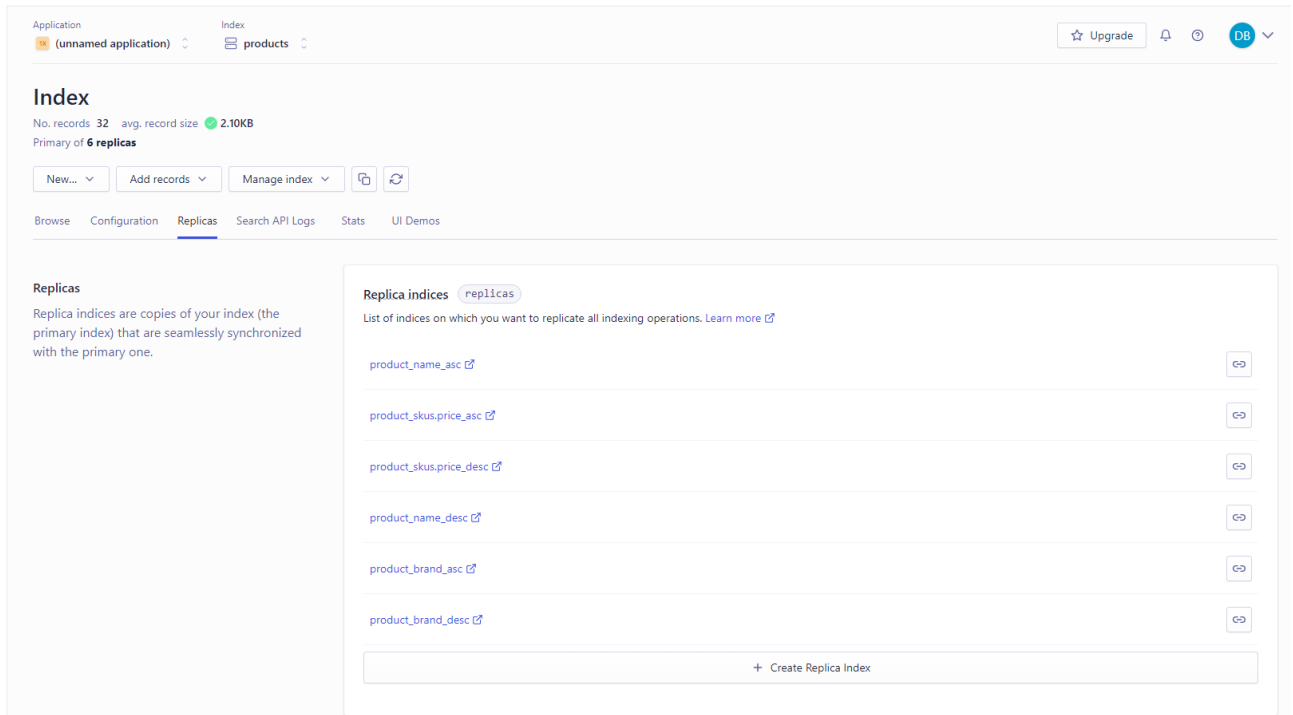 Application
Index
1X (unnamed application)
products
Upgrade
DB
Index
No. records 32 avg. record size 2.10KB
Primary of 6 replicas
New...
Add records
Manage index
Browse
Configuration
Replicas
Search API Logs
Stats
UI Demos
Replicas
Replica indices are copies of your index (the
primary index) that are seamlessly synchronized
with the primary one.
Replica indices replicas
List of indices on which you want to replicate all indexing operations. Learn more
product_name_asc
product_skus.price_asc
product_skus.price_desc
product_name_desc
product_brand_asc
product_brand_desc
+ Create Replica Index